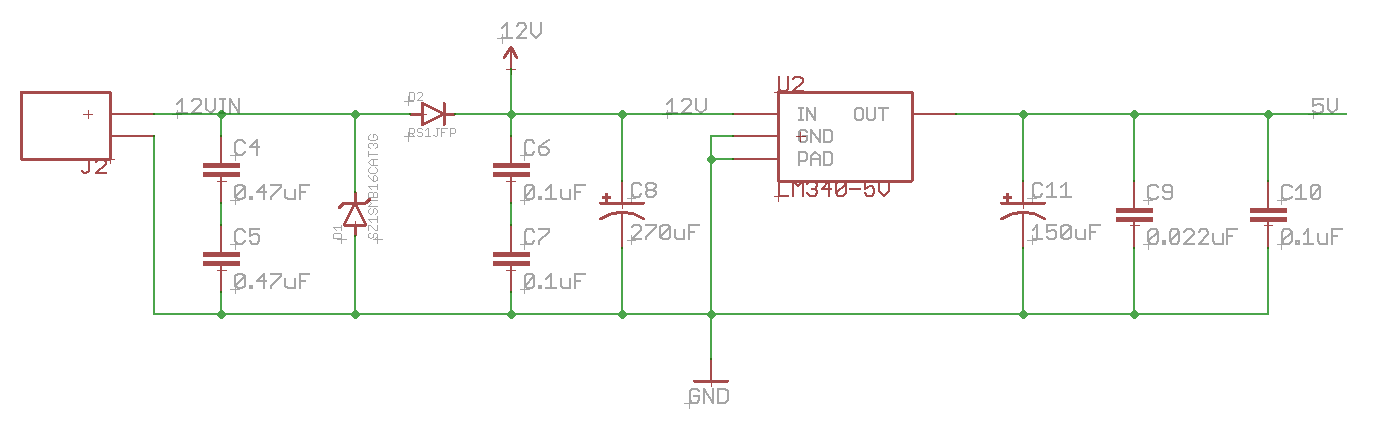 12V
J2
12VIN
C4
0.47uF
C5
0.47uF
D1
SZ1SMB16CAT3G
D2
RS1JFP
C6
0.1uF
C7
0.1uF
C8
270uF
12V
U2
IN OUT
GND
PAD
LM340-5V
GND
C11
150uF
C9
0.022uF
C10
0.1uF
5V